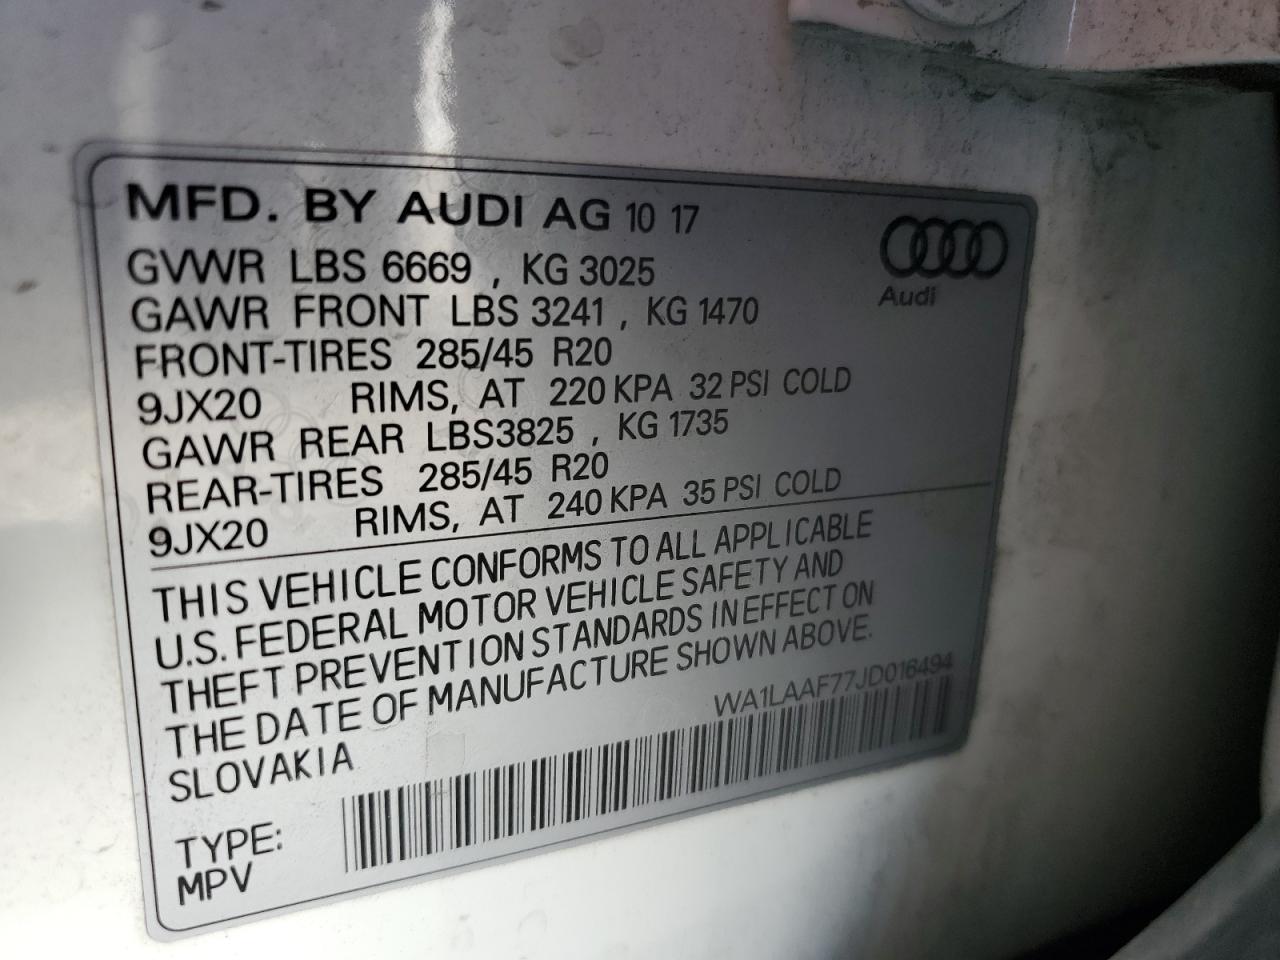 MFD. BY AUDI AG 10 17
GVWR LBS 6669 , KG 3025
GAWR FRONT LBS 3241 , KG 1470
FRONT-TIRES 285/45 R20
9JX20 RIMS, AT 220 KPA 32 PSI COLD
GAWR REAR LBS3825 , KG 1735
REAR-TIRES 285/45 R20
9JX20 RIMS, AT 240 KPA 35 PSI COLD
Audi
THIS VEHICLE CONFORMS TO ALL APPLICABLE
U.S. FEDERAL MOTOR VEHICLE SAFETY AND
THEFT PREVENTION STANDARDS IN EFFECT ON
THE DATE OF MANUFACTURE SHOWN ABOVE.
SLOVAKIA
WA1LAAF77JD016494
TYPE:
MPV